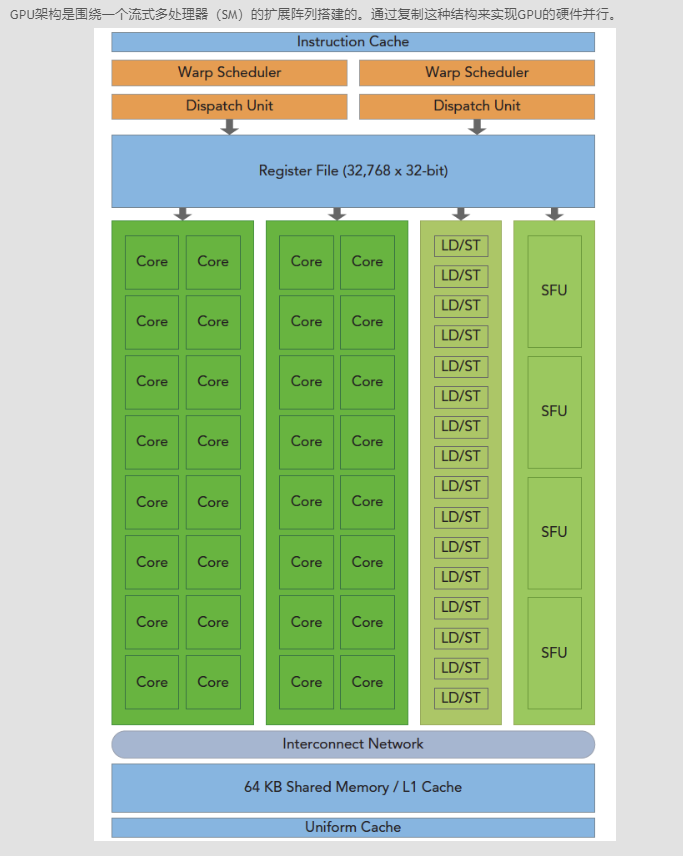 GPU架构是围绕一个流式多处理器（SM）的扩展阵列搭建的。通过复制这种结构来实现GPU的硬件并行。
Instruction Cache
Warp Scheduler Warp Scheduler
Dispatch Unit Dispatch Unit
Register File (32,768 x 32-bit)
LD/ST
Core Core Core Core
LD/ST
SFU
LD/ST
Core Core Core Core
LD/ST
LD/ST
Core Core Core Core
LD/ST
SFU
LD/ST
Core Core Core Core
LD/ST
LD/ST
Core Core Core Core
LD/ST
SFU
LD/ST
Core Core Core Core
LD/ST
LD/ST
Core Core Core Core
LD/ST
SFU
LD/ST
Core Core Core Core
LD/ST
Interconnect Network
64 KB Shared Memory / L1 Cache
Uniform Cache